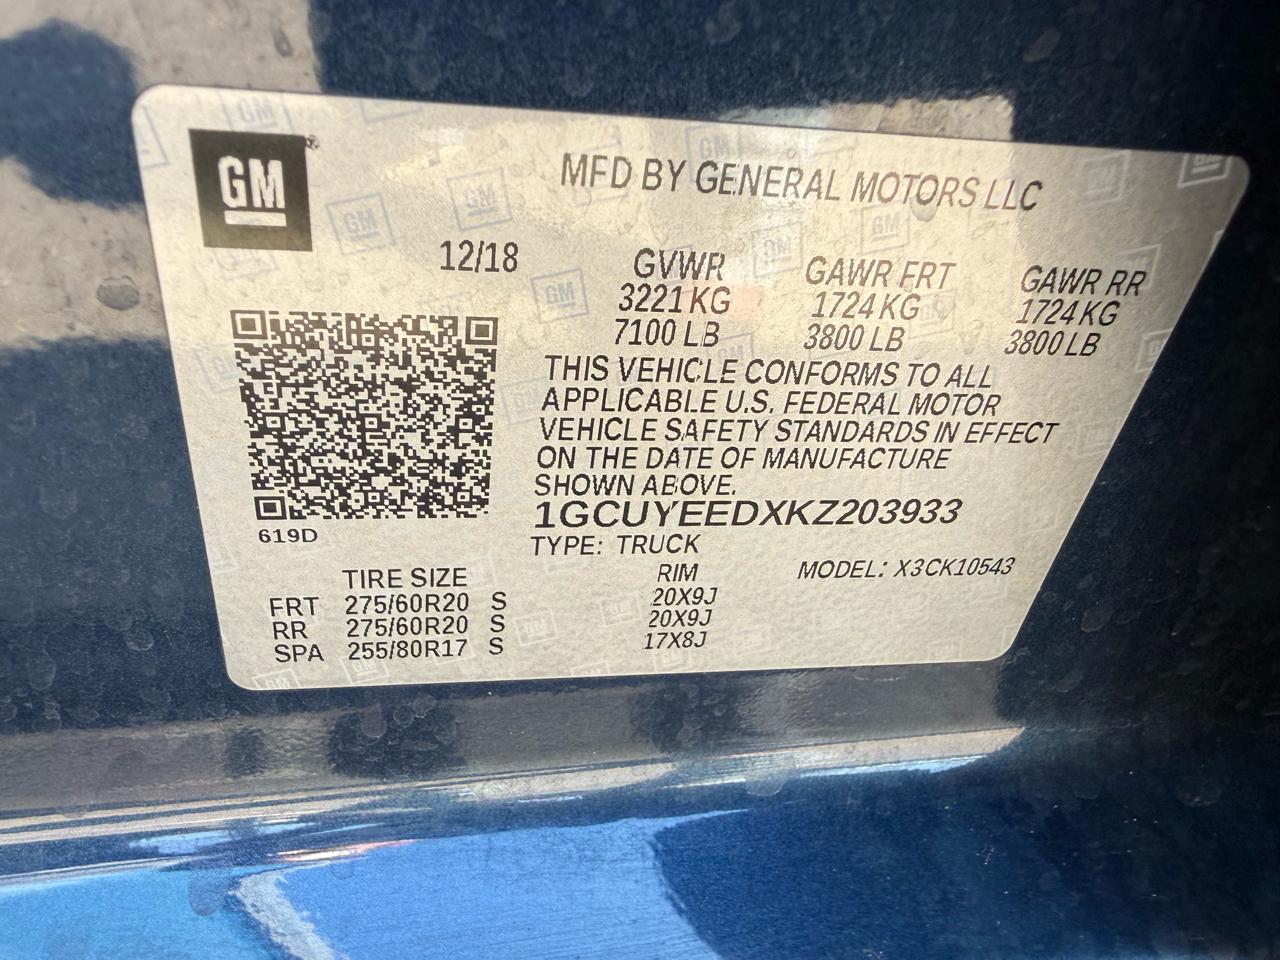 GM
MFD BY GENERAL MOTORS LLC
12/18 GVWR GAWR FRT GAWR RR
3221 KG 1724 KG 1724 KG
7100 LB 3800 LB 3800 LB
THIS VEHICLE CONFORMS TO ALL
APPLICABLE U.S. FEDERAL MOTOR
VEHICLE SAFETY STANDARDS IN EFFECT
ON THE DATE OF MANUFACTURE
SHOWN ABOVE.
1GCUYEEDXKZ203933
619D
TYPE: TRUCK
TIRE SIZE RIM MODEL: X3CK10543
FRT 275/60R20 S 20X9J
RR 275/60R20 S 20X9J
SPA 255/80R17 S 17X8J